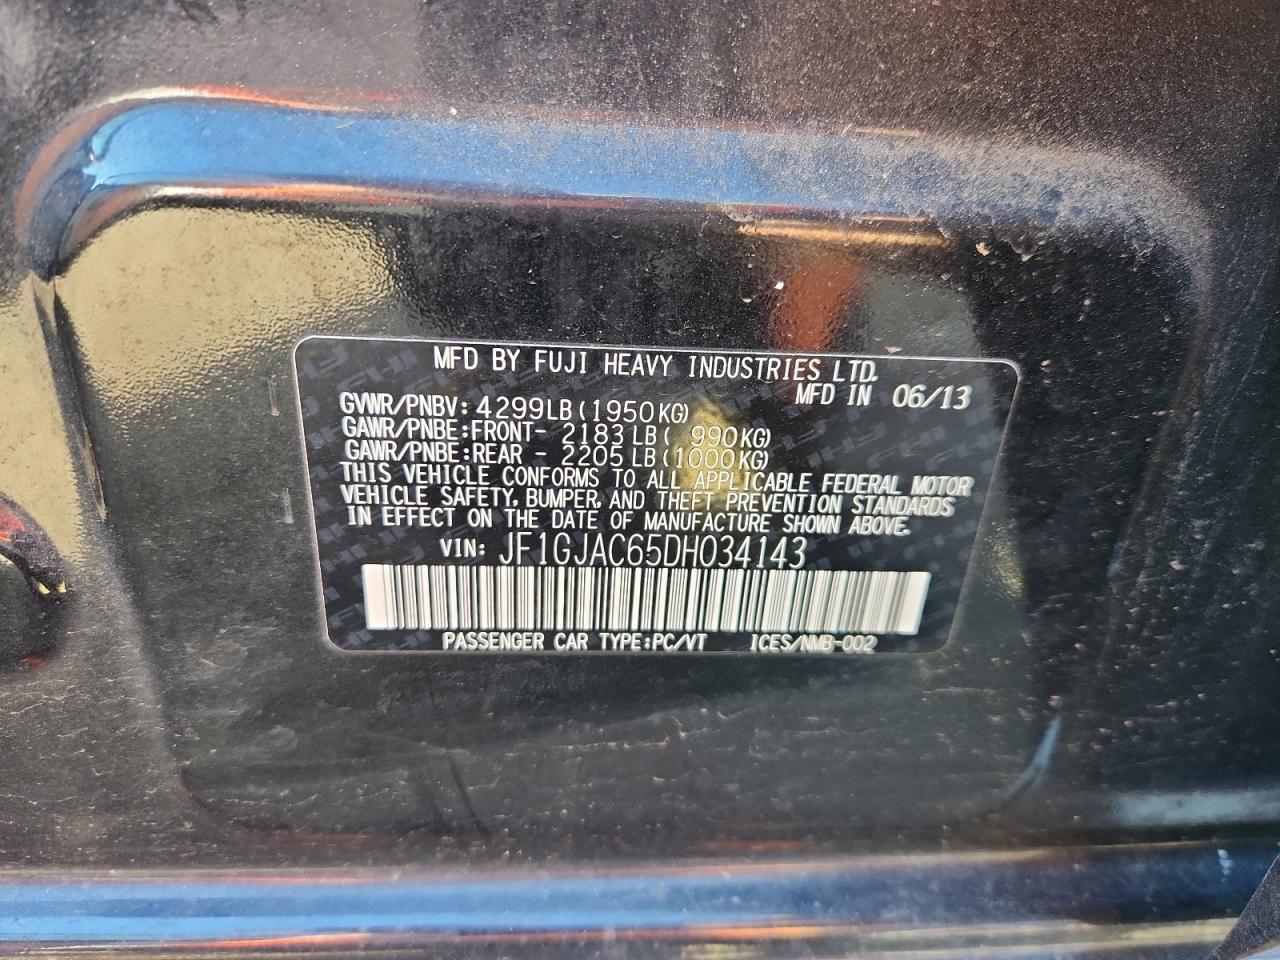 MFD BY FUJI HEAVY INDUSTRIES LTD.
MFD IN 06/13
GVWR/PNBV: 4299LB(1950KG)
GAWR/PNBE:FRONT- 2183LB( 990KG)
GAWR/PNBE:REAR - 2205LB(1000KG)
THIS VEHICLE CONFORMS TO ALL APPLICABLE FEDERAL MOTOR
VEHICLE SAFETY, BUMPER, AND THEFT PREVENTION STANDARDS
IN EFFECT ON THE DATE OF MANUFACTURE SHOWN ABOVE.
VIN: JF1GJAC65DH034143
PASSENGER CAR TYPE:PC/VT ICES/NMB-002